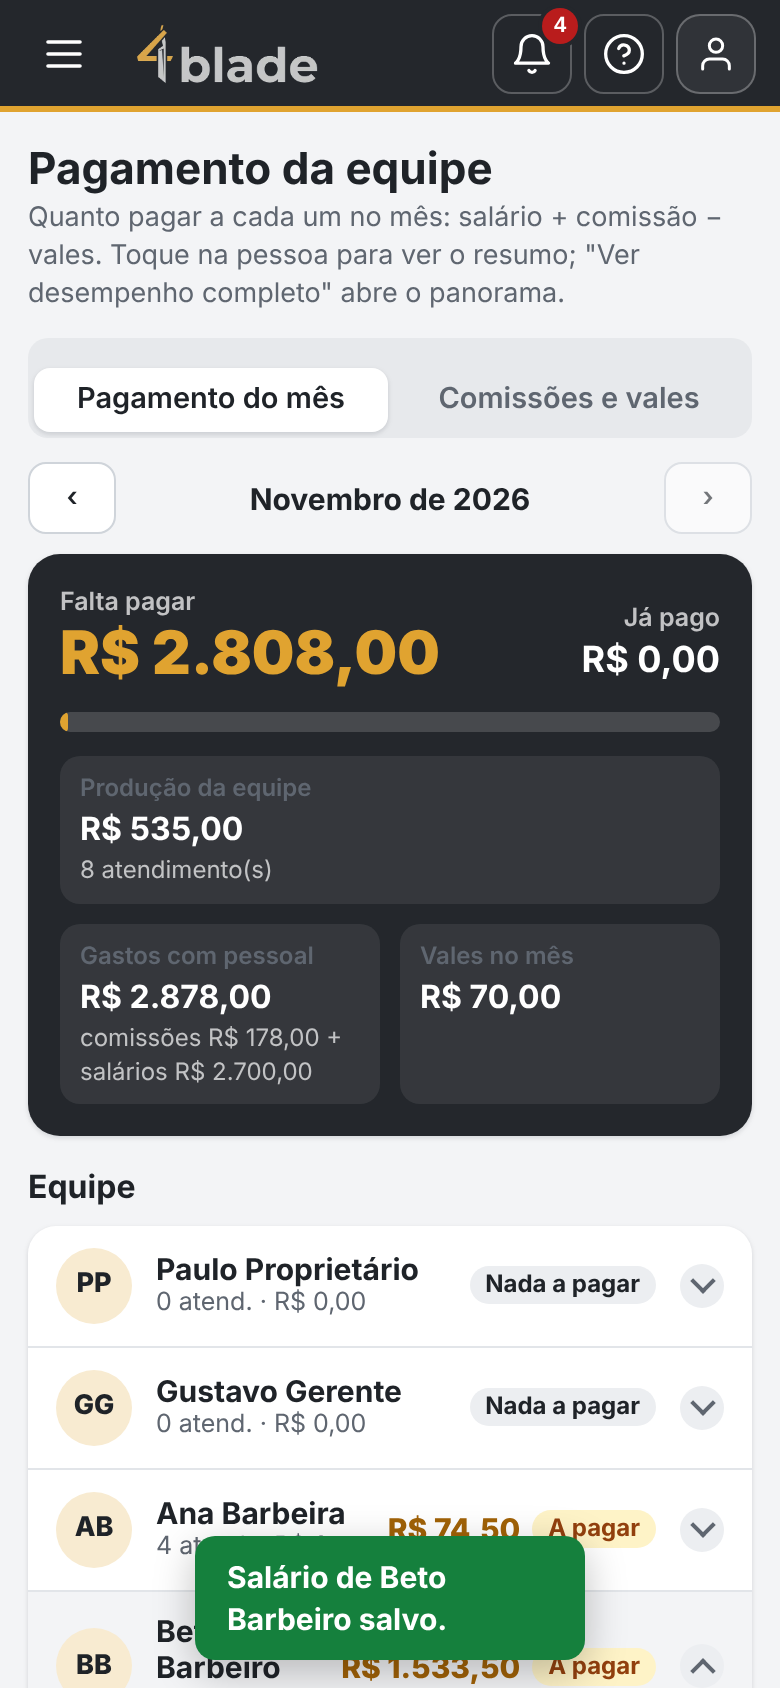 4blade
4
Pagamento da equipe
Quanto pagar a cada um no mês: salário + comissão −
vales. Toque na pessoa para ver o resumo; "Ver
desempenho completo" abre o panorama.
Pagamento do mês
Comissões e vales
‹
Novembro de 2026
›
Falta pagar
R$ 2.808,00
Já pago
R$ 0,00
Produção da equipe
R$ 535,00
8 atendimento(s)
Gastos com pessoal
R$ 2.878,00
comissões R$ 178,00 +
salários R$ 2.700,00
Vales no mês
R$ 70,00
Equipe
PP
Paulo Proprietário
0 atend. · R$ 0,00
Nada a pagar
GG
Gustavo Gerente
0 atend. · R$ 0,00
Nada a pagar
AB
Ana Barbeira
4
R$ 74,50
A pagar
Salário de Beto
Barbeiro salvo.
BB
Barbeiro
R$ 1.533,50
A pagar